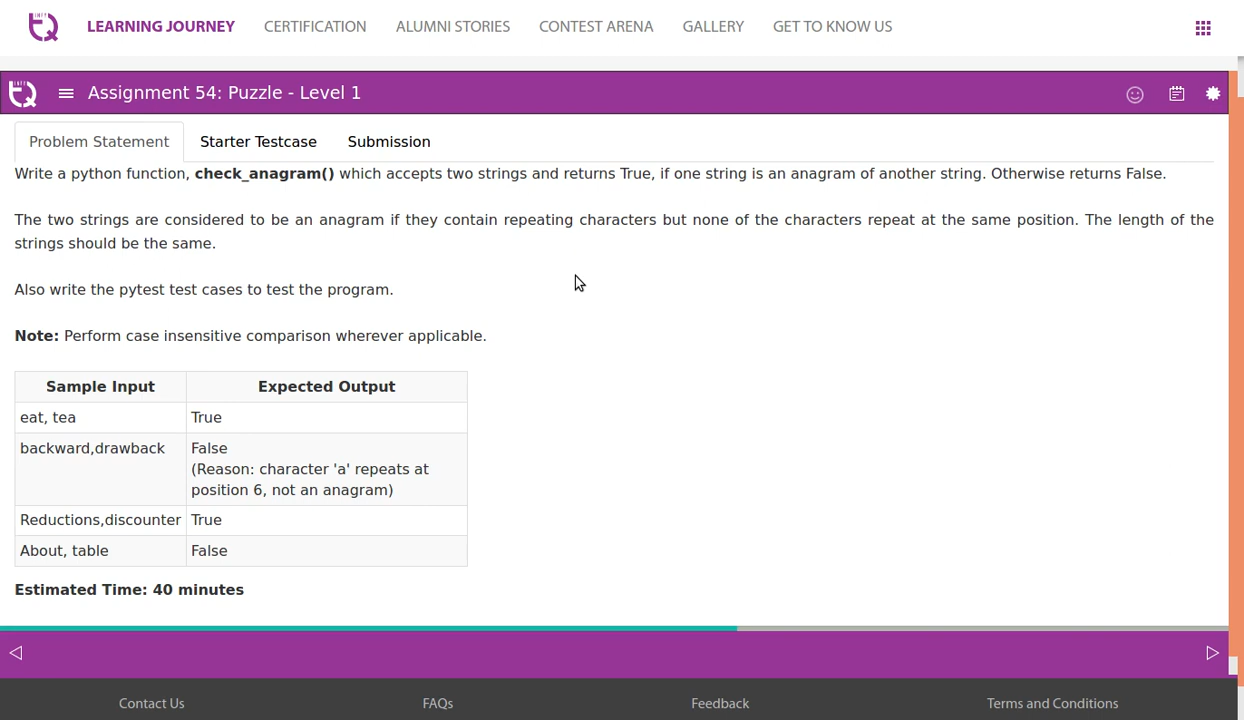 LEARNING JOURNEY CERTIFICATION ALUMNI STORIES CONTEST ARENA GALLERY GET TO KNOW US
Assignment 54: Puzzle - Level 1
Problem Statement Starter Testcase Submission
Write a python function, check_anagram() which accepts two strings and returns True, if one string is an anagram of another string. Otherwise returns False.
The two strings are considered to be an anagram if they contain repeating characters but none of the characters repeat at the same position. The length of the
strings should be the same.
Also write the pytest test cases to test the program.
Note: Perform case insensitive comparison wherever applicable.
Sample Input Expected Output
eat, tea True
backward,drawback False
(Reason: character 'a' repeats at
position 6, not an anagram)
Reductions,discounter True
About, table False
Estimated Time: 40 minutes
Contact Us FAQs Feedback Terms and Conditions